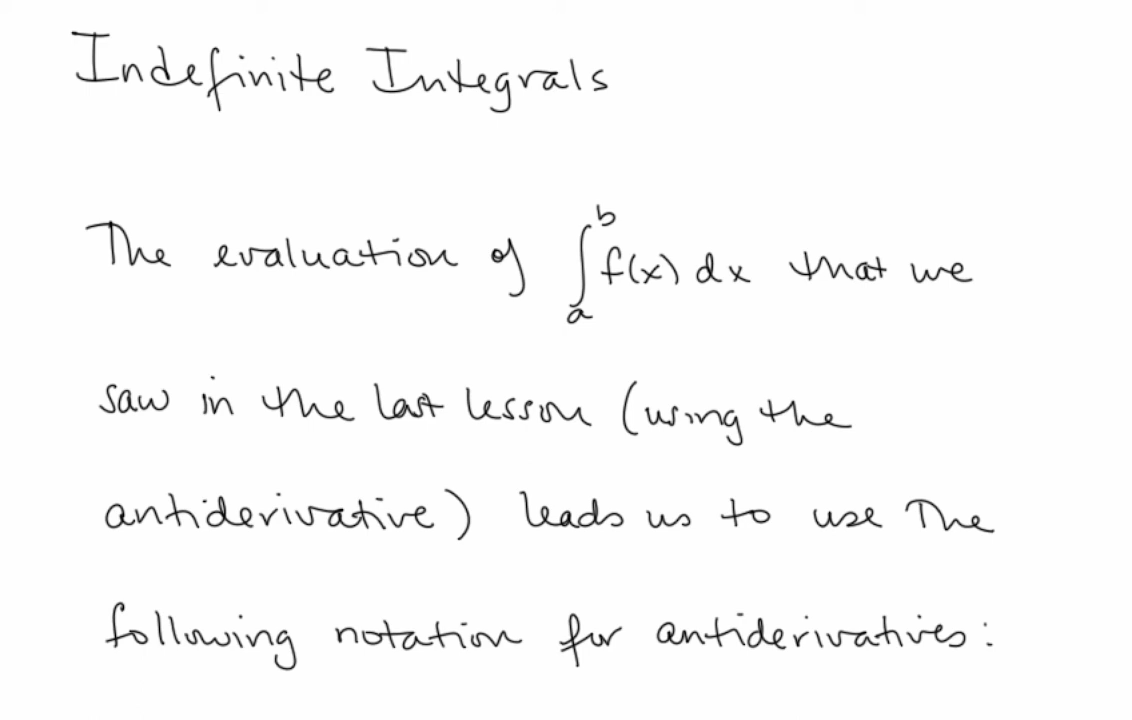 Indefinite Integrals
The evaluation of ∫_a^b f(x) dx that we
saw in the last lesson (using the
antiderivative) leads us to use The
following notation for antiderivatives: